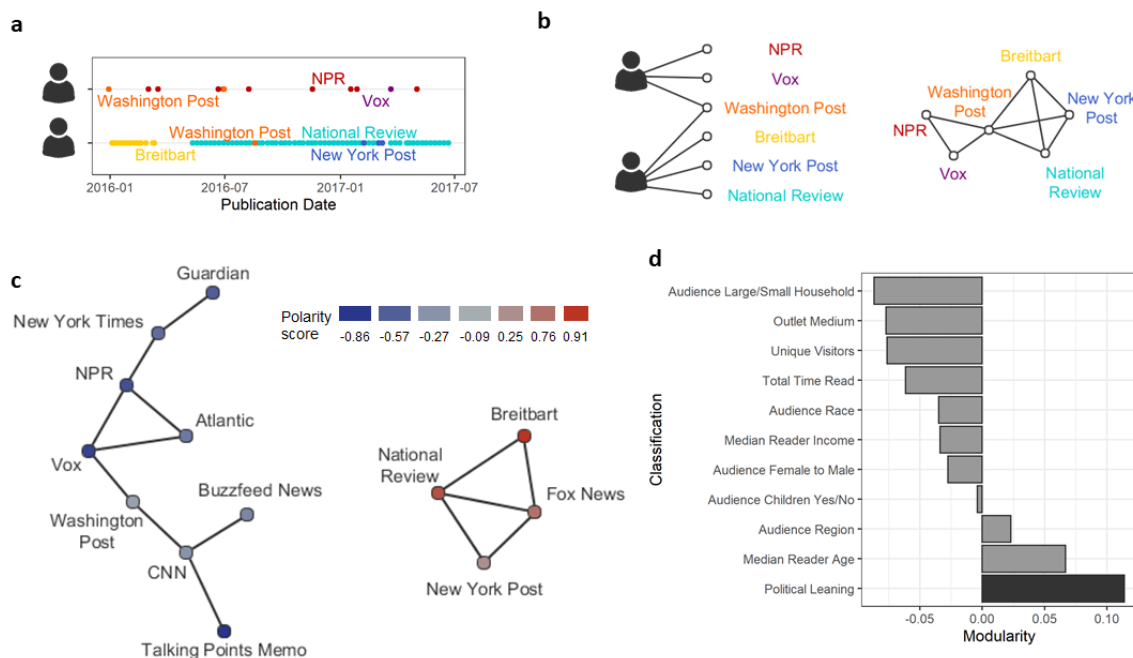 a
NPR
Washington Post
Vox
Washington Post
National Review
Breitbart
New York Post
2016-01
2016-07
2017-01
2017-07
Publication Date
b
NPR
Vox
Washington Post
Breitbart
New York Post
National Review
Breitbart
Washington
Post
New York
Post
NPR
Vox
National
Review
c
Guardian
New York Times
NPR
Atlantic
Vox
Buzzfeed News
Washington
Post
CNN
Talking Points Memo
Polarity
score
-0.86 -0.57 -0.27 -0.09 0.25 0.76 0.91
Breitbart
National
Review
Fox News
New York Post
d
Classification
Audience Large/Small Household
Outlet Medium
Unique Visitors
Total Time Read
Audience Race
Median Reader Income
Audience Female to Male
Audience Children Yes/No
Audience Region
Median Reader Age
Political Leaning
-0.05 0.00 0.05 0.10
Modularity